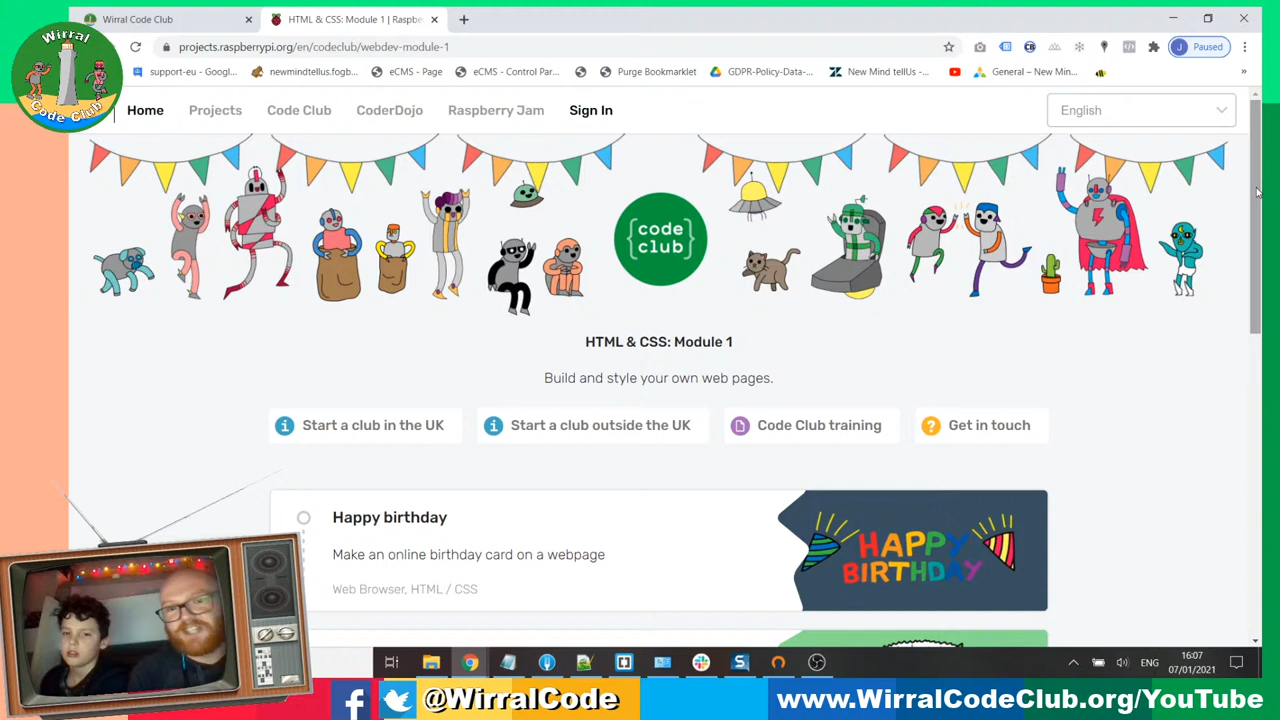 Wirral Code Club
HTML & CSS: Module 1 | Raspbe
projects.raspberrypi.org/en/codeclub/webdev-module-1
Paused
support-eu - Googl...
newmindtellus.fogb...
eCMS - Page
eCMS - Control Par...
Purge Bookmarklet
GDPR-Policy-Data-...
New Mind tellUs -...
General – New Min...
»
Wirral
Code Club
Home
Projects
Code Club
CoderDojo
Raspberry Jam
Sign In
English
{code
club}
HTML & CSS: Module 1
Build and style your own web pages.
Start a club in the UK
Start a club outside the UK
Code Club training
Get in touch
Happy birthday
Make an online birthday card on a webpage
Web Browser, HTML / CSS
HAPPY
BIRTHDAY
ENG
16:07
07/01/2021
@WirralCode
www.WirralCodeClub.org/YouTube